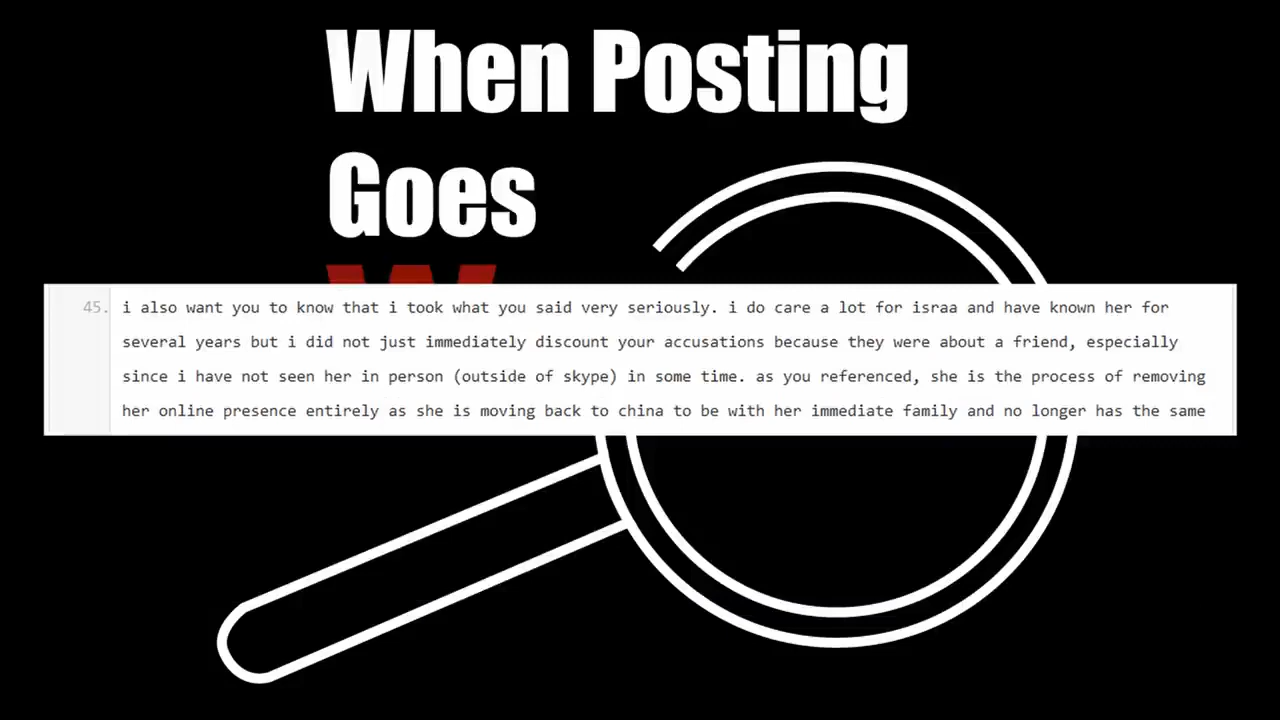 When Posting
Goes
45. i also want you to know that i took what you said very seriously. i do care a lot for israa and have known her for
several years but i did not just immediately discount your accusations because they were about a friend, especially
since i have not seen her in person (outside of skype) in some time. as you referenced, she is the process of removing
her online presence entirely as she is moving back to china to be with her immediate family and no longer has the same